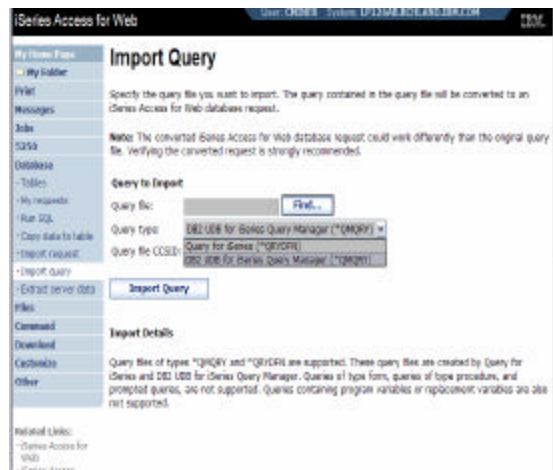 iSeries Access for Web
IBM
My Home Page
My Folder
Print
Messages
Jobs
5250
Database
- Tables
- My requests
- Run SQL
- Copy data to table
- Import request
- Import query
- Extract server data
Files
Command
Download
Customize
Other
Related Links:
- iSeries Access for Web
- iSeries Access
Import Query
Specify the query file you want to import. The query contained in the query file will be converted to an
iSeries Access for Web database request.
Note: The converted iSeries Access for Web database request could work differently than the original query
file. Verifying the converted request is strongly recommended.
Query to Import
Query file:
Find...
Query type:
DB2 UDB for iSeries Query Manager (*QMQRY)
Query for iSeries (*QRYDFN)
DB2 UDB for iSeries Query Manager (*QMQRY)
Query file CCSID:
Import Query
Import Details
Query files of types *QMQRY and *QRYDFN are supported. These query files are created by Query for
iSeries and DB2 UDB for iSeries Query Manager. Queries of type form, queries of type procedure, and
prompted queries, are not supported. Queries containing program variables or replacement variables are also
not supported.